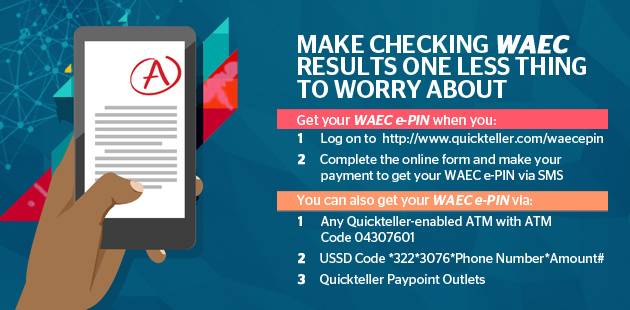 A
MAKE CHECKING WAEC
RESULTS ONE LESS THING
TO WORRY ABOUT
Get your WAEC e-PIN when you:
1 Log on to http://www.quickteller.com/waecepin
2 Complete the online form and make your
payment to get your WAEC e-PIN via SMS
You can also get your WAEC e-PIN via:
1 Any Quickteller-enabled ATM with ATM
Code 04307601
2 USSD Code *322*3076*Phone Number*Amount#
3 Quickteller Paypoint Outlets